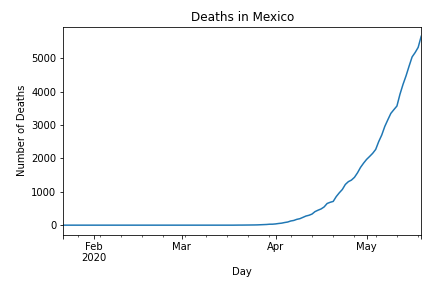 Deaths in Mexico
Number of Deaths
5000
4000
3000
2000
1000
0
Feb
2020
Mar
Apr
May
Day